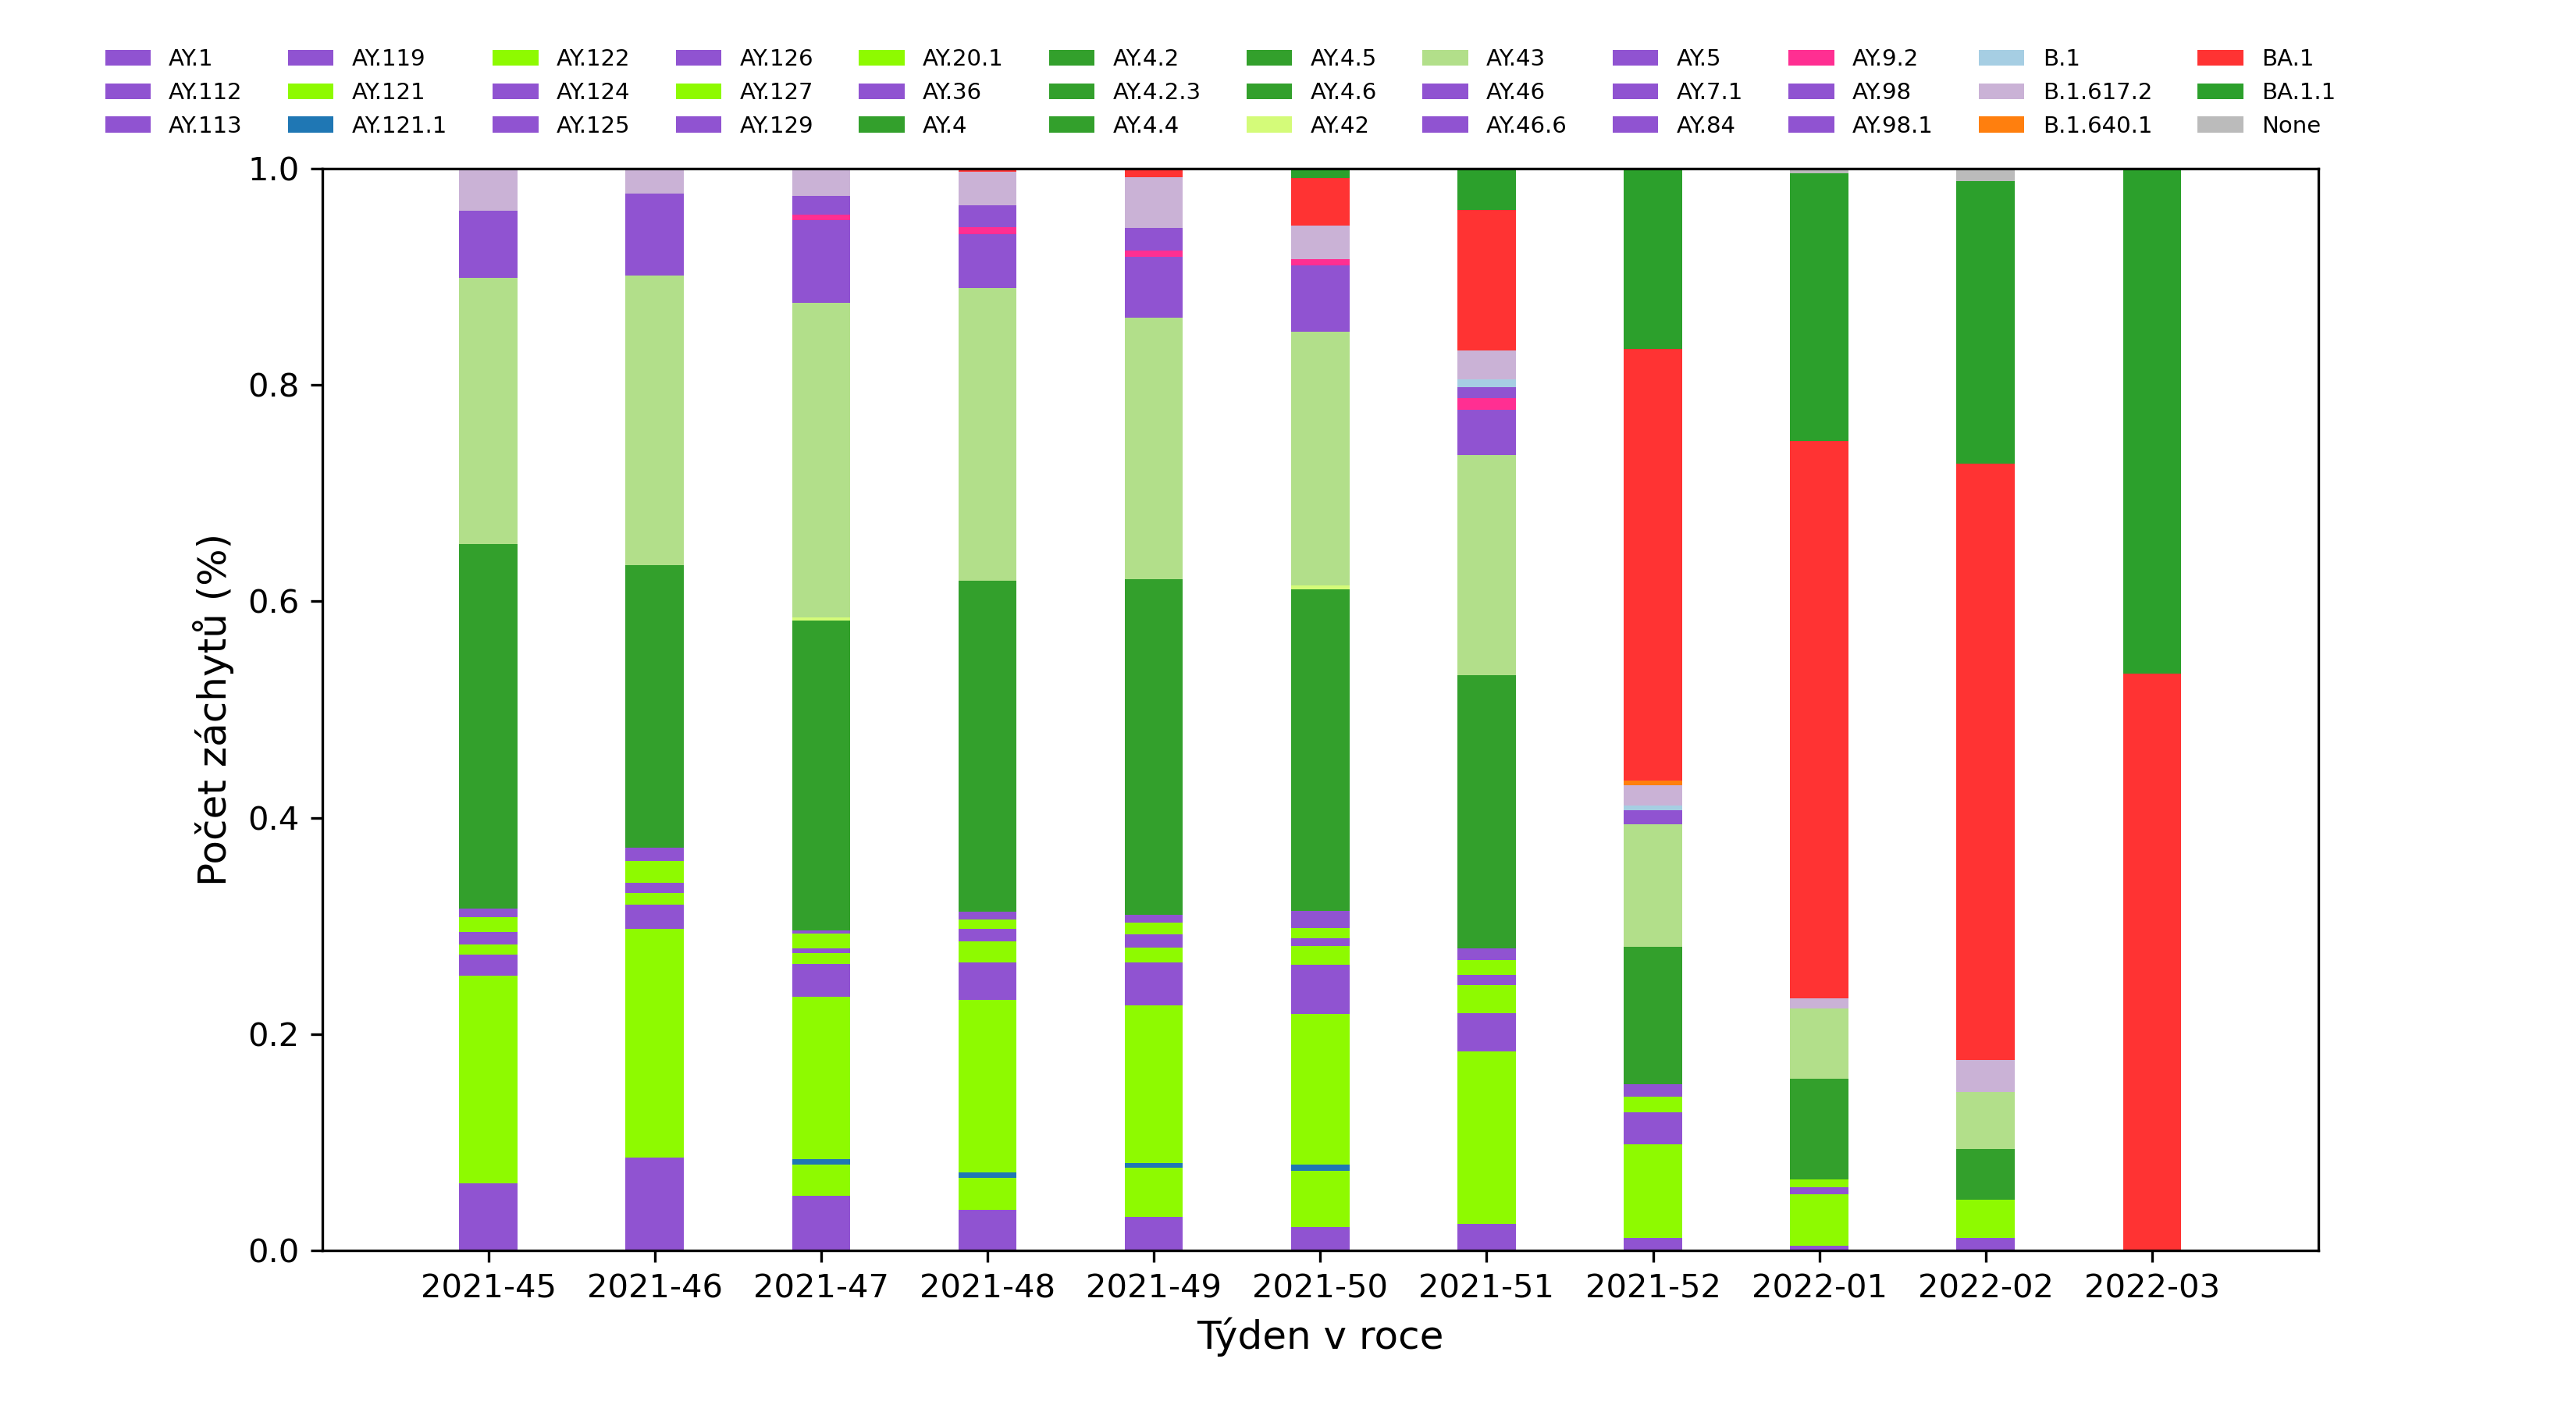 AY.1 AY.119 AY.122 AY.126 AY.20.1 AY.4.2 AY.4.5 AY.43 AY.5 AY.9.2 B.1 BA.1
AY.112 AY.121 AY.124 AY.127 AY.36 AY.4.2.3 AY.4.6 AY.46 AY.7.1 AY.98 B.1.617.2 BA.1.1
AY.113 AY.121.1 AY.125 AY.129 AY.4 AY.4.4 AY.42 AY.46.6 AY.84 AY.98.1 B.1.640.1 None
1.0
0.8
0.6
0.4
0.2
0.0
Počet záchytů (%)
2021-45 2021-46 2021-47 2021-48 2021-49 2021-50 2021-51 2021-52 2022-01 2022-02 2022-03
Týden v roce